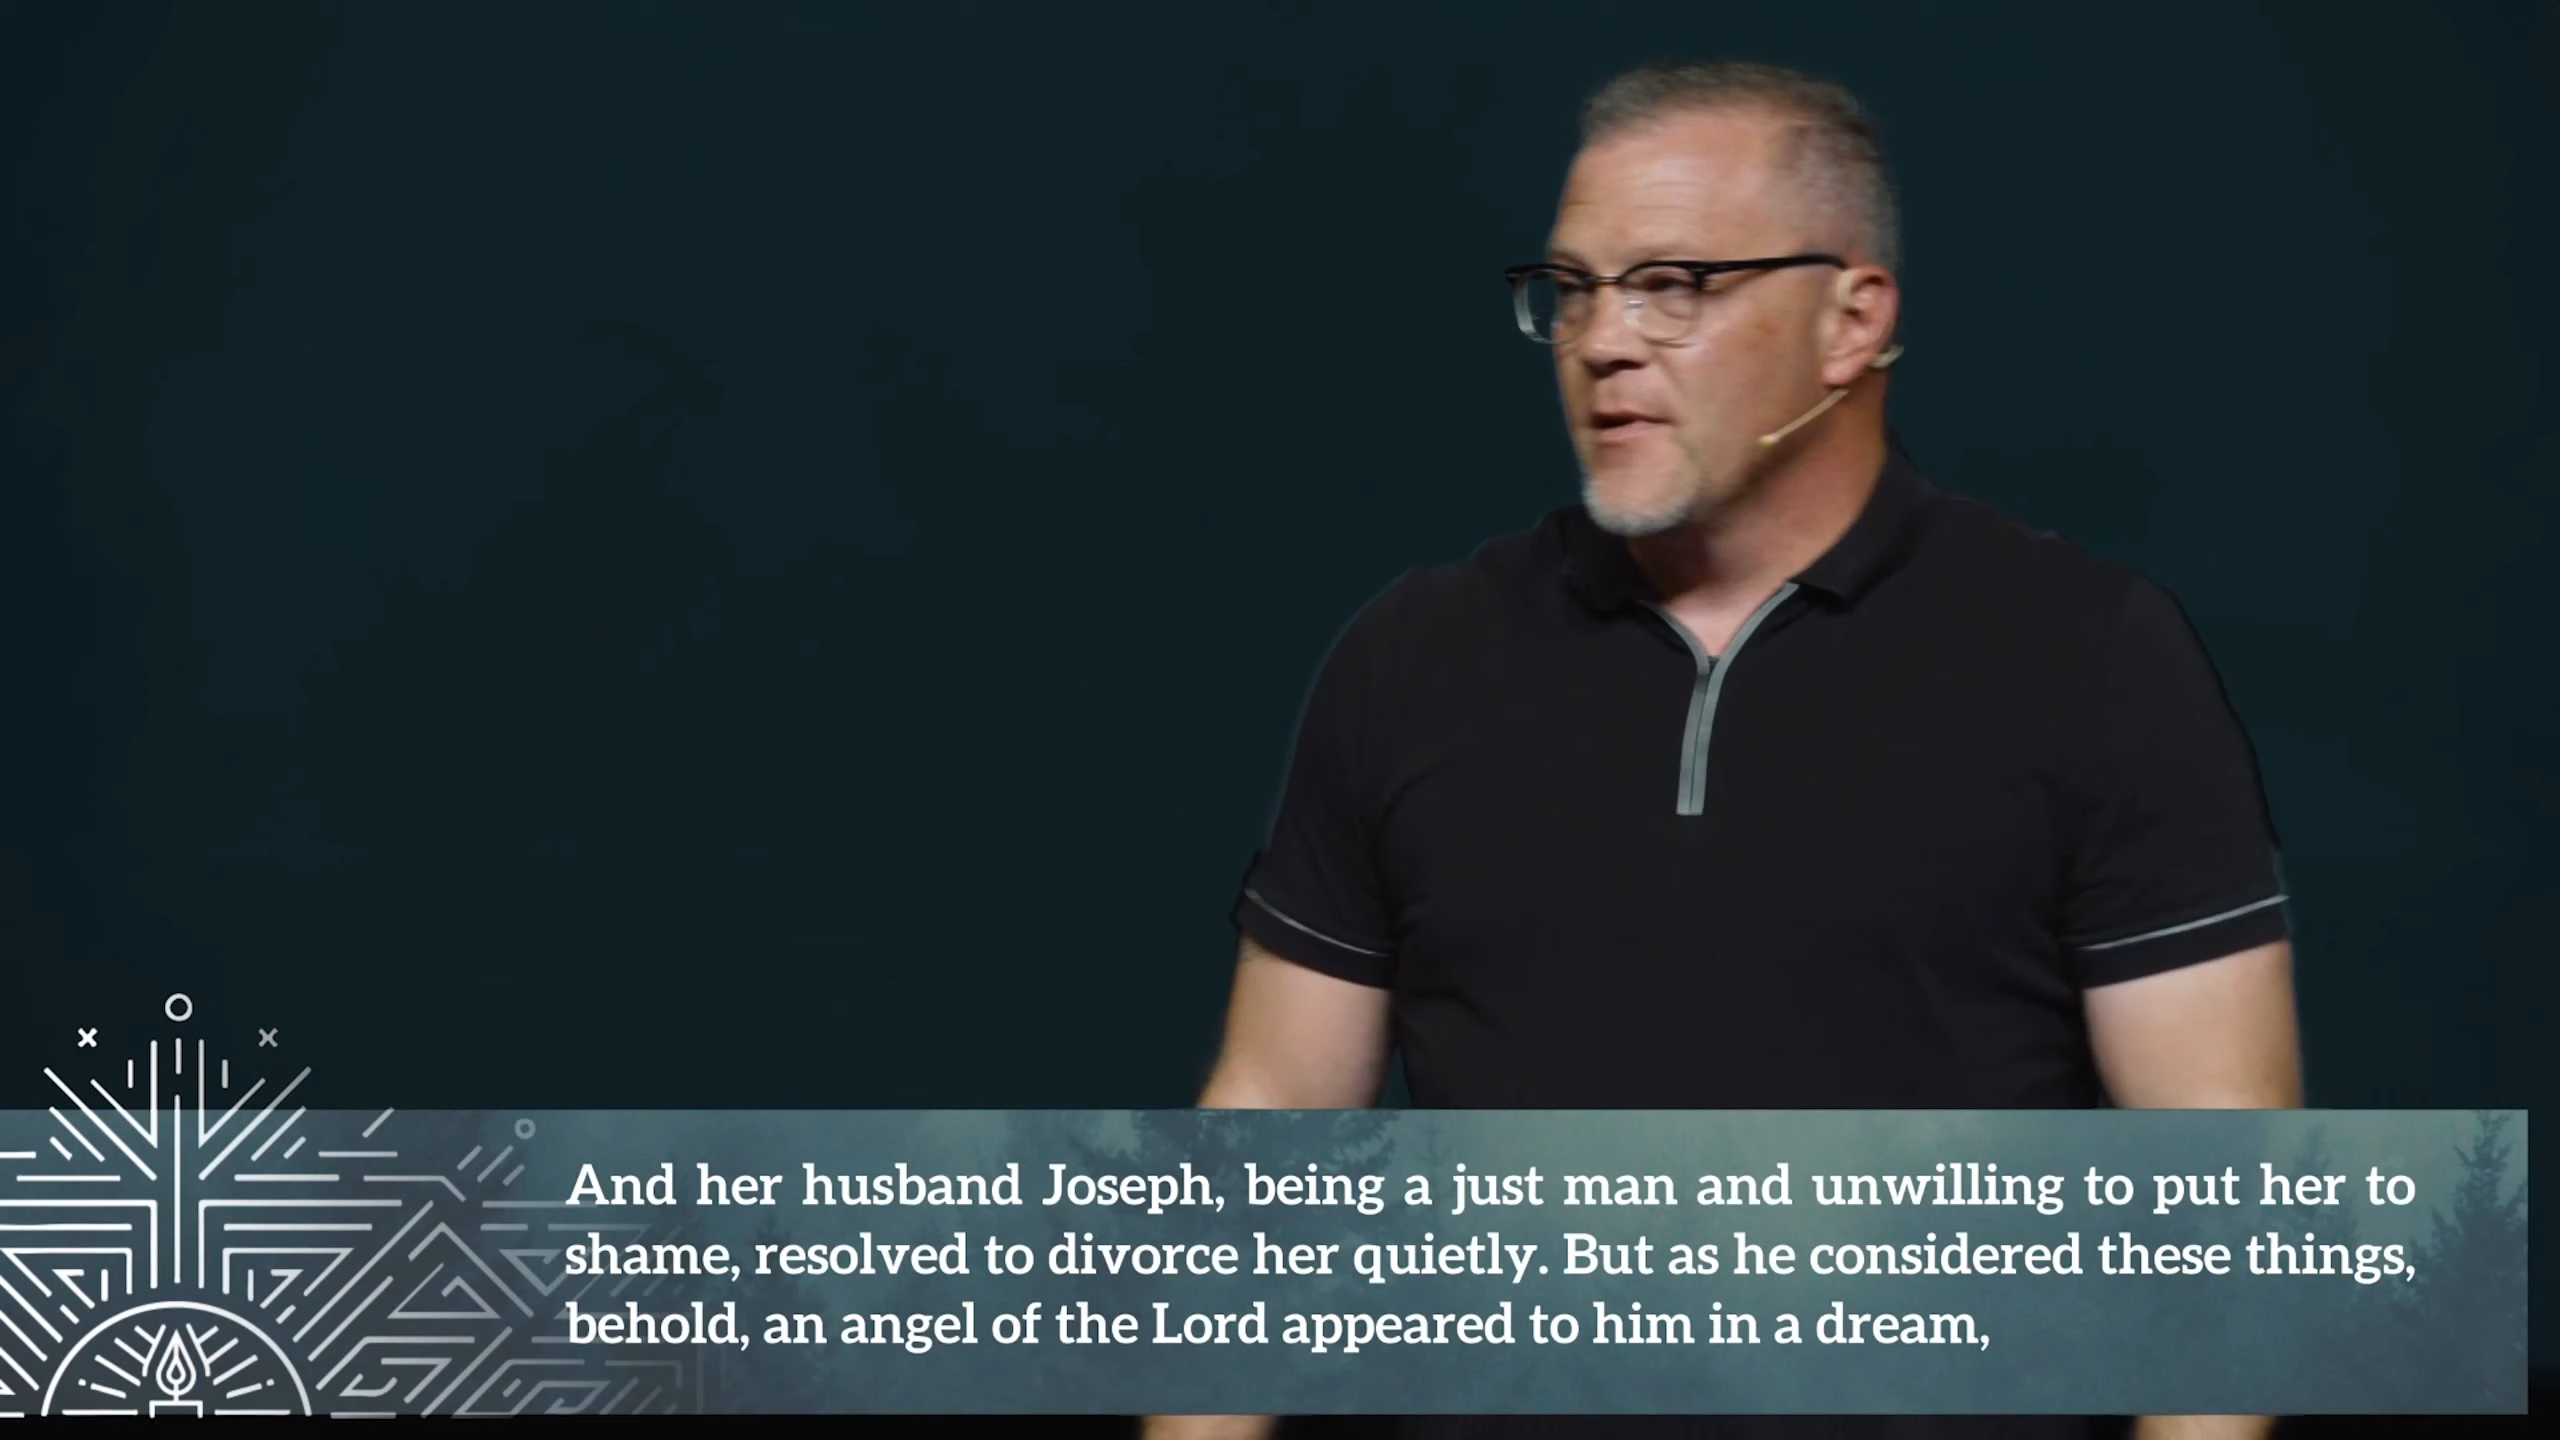 And her husband Joseph, being a just man and unwilling to put her to
shame, resolved to divorce her quietly. But as he considered these things,
behold, an angel of the Lord appeared to him in a dream,